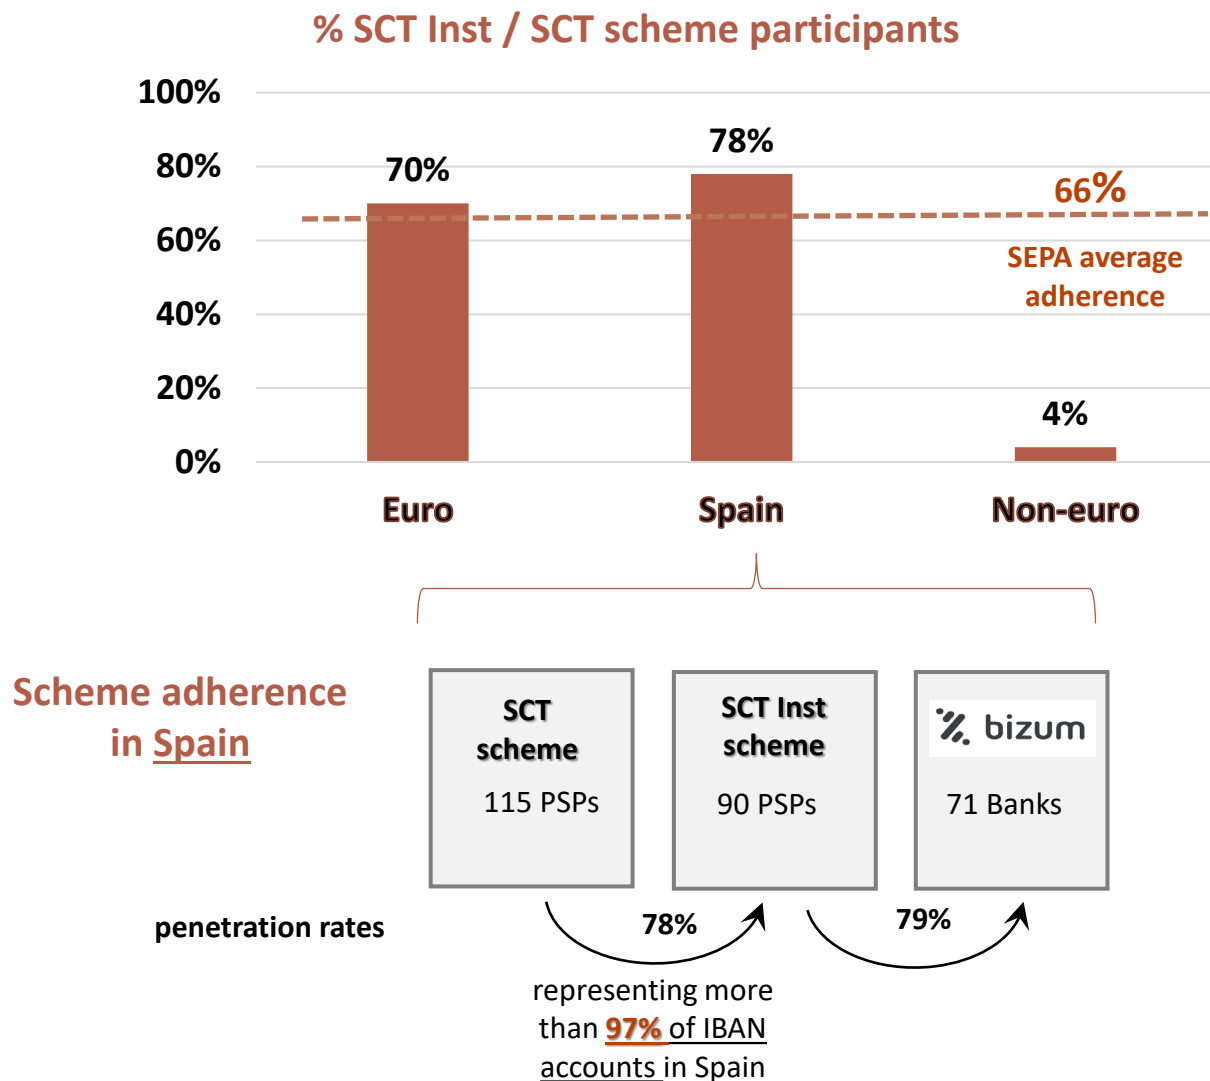 % SCT Inst / SCT scheme participants
100%
80%
60%
40%
20%
0%
70%
78%
4%
66%
SEPA average
adherence
Euro
Spain
Non-euro
Scheme adherence
in Spain
SCT
scheme
115 PSPs
SCT Inst
scheme
90 PSPs
bizum
71 Banks
penetration rates
78%
79%
representing more
than 97% of IBAN
accounts in Spain